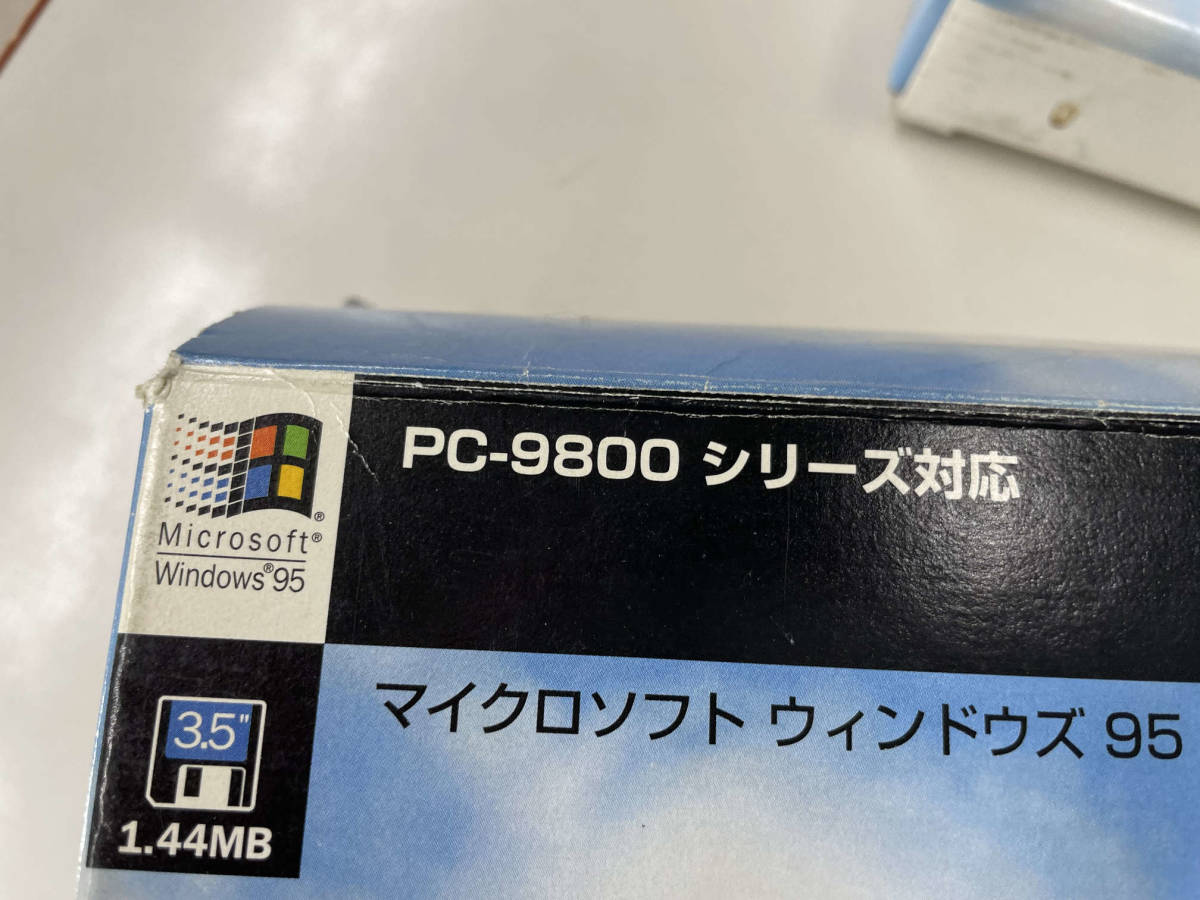 PC-9800 シリーズ対応
Microsoft®
Windows®95
マイクロソフト ウィンドウズ 95
3.5"
1.44MB